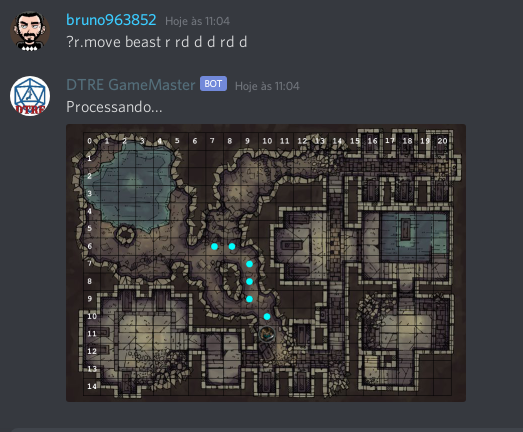 bruno963852 Hoje às 11:04
?r.move beast r rd d d rd d
DTRE GameMaster BOT Hoje às 11:04
DTRE
Processando...
0 1 2 3 4 5 6 7 8 9 10 11 12 13 14 15 16 17 18 19 20
1
2
3
4
5
6
7
8
9
10
11
12
13
14